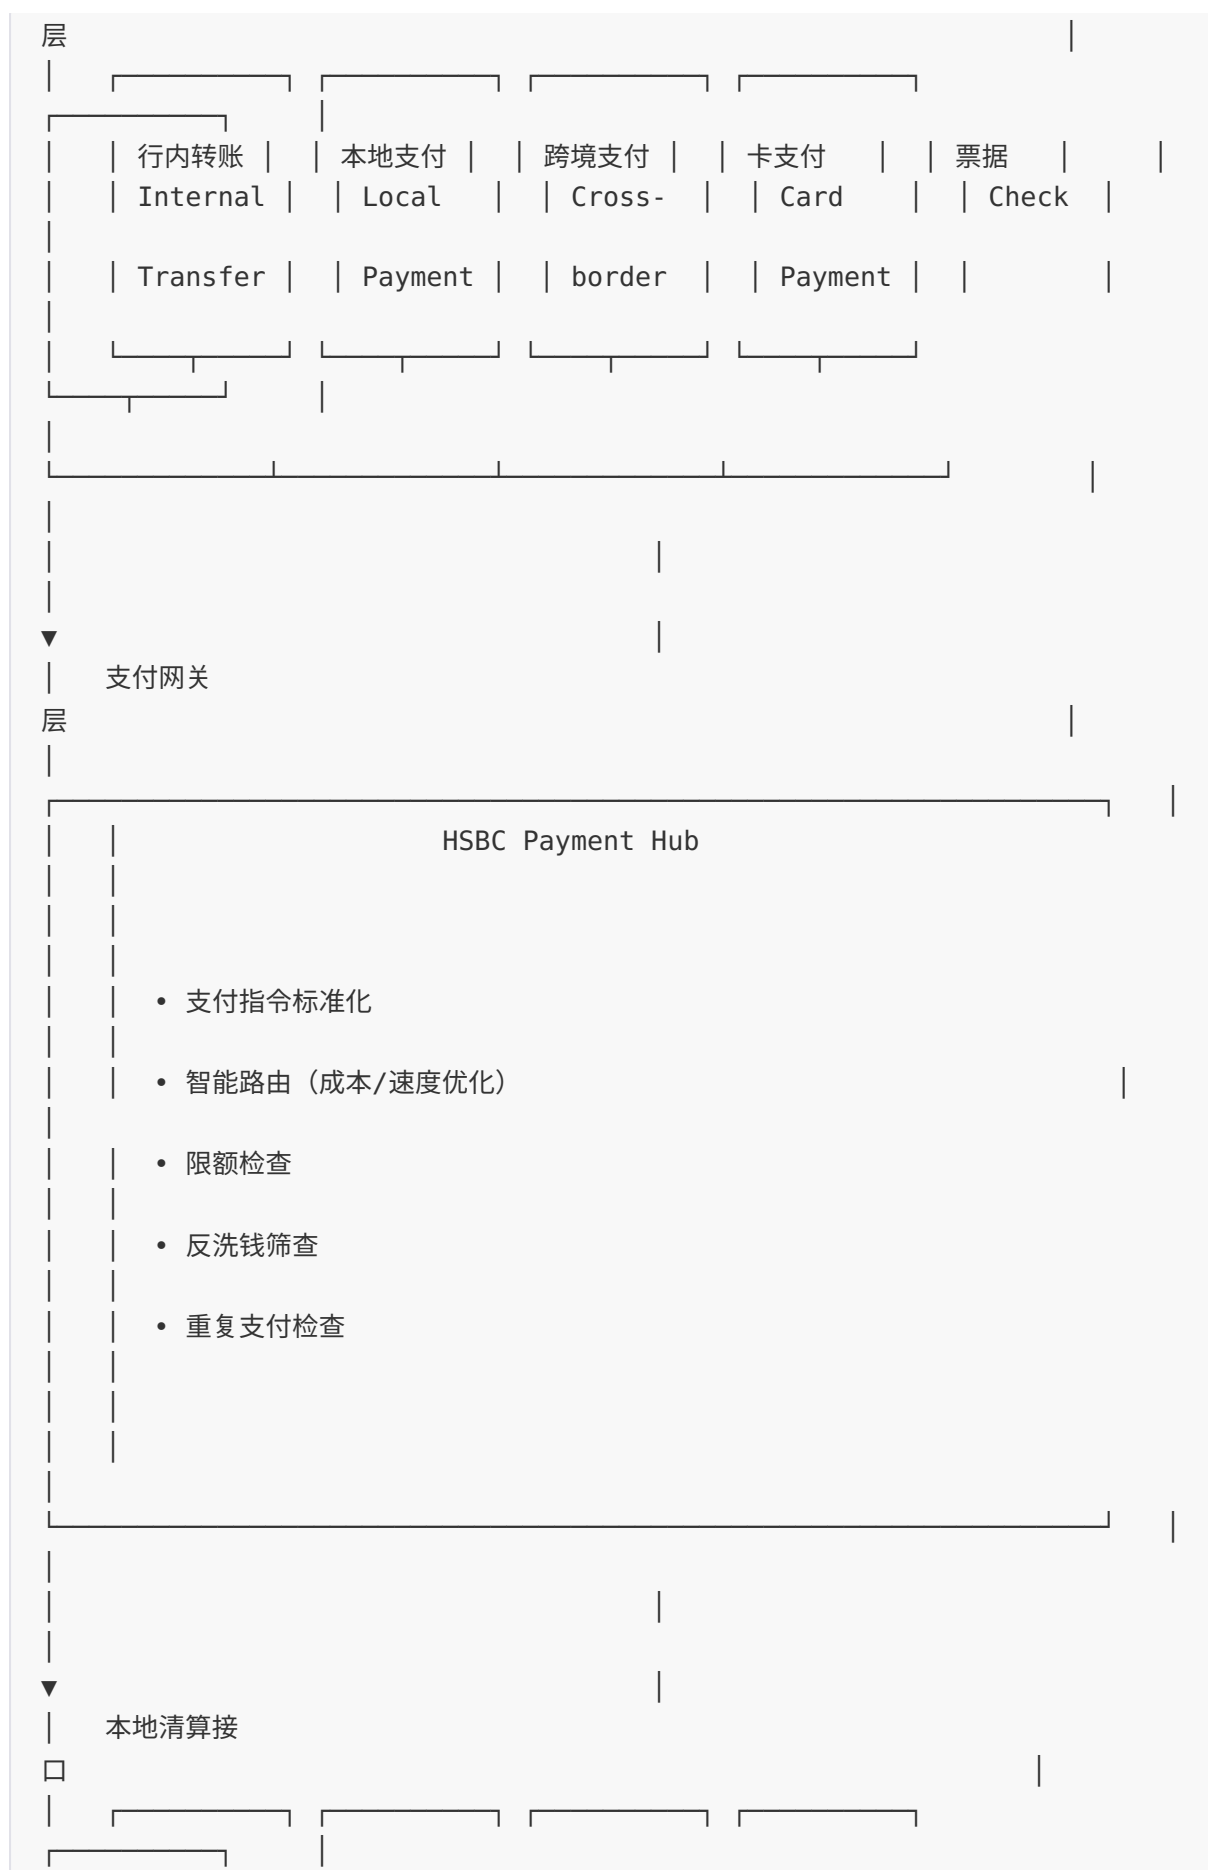 层
行内转账 本地支付 跨境支付 卡支付 票据
Internal Local Cross- Card Check
Transfer Payment border Payment
支付网关
层
HSBC Payment Hub
• 支付指令标准化
• 智能路由（成本/速度优化）
• 限额检查
• 反洗钱筛查
• 重复支付检查
本地清算接
口